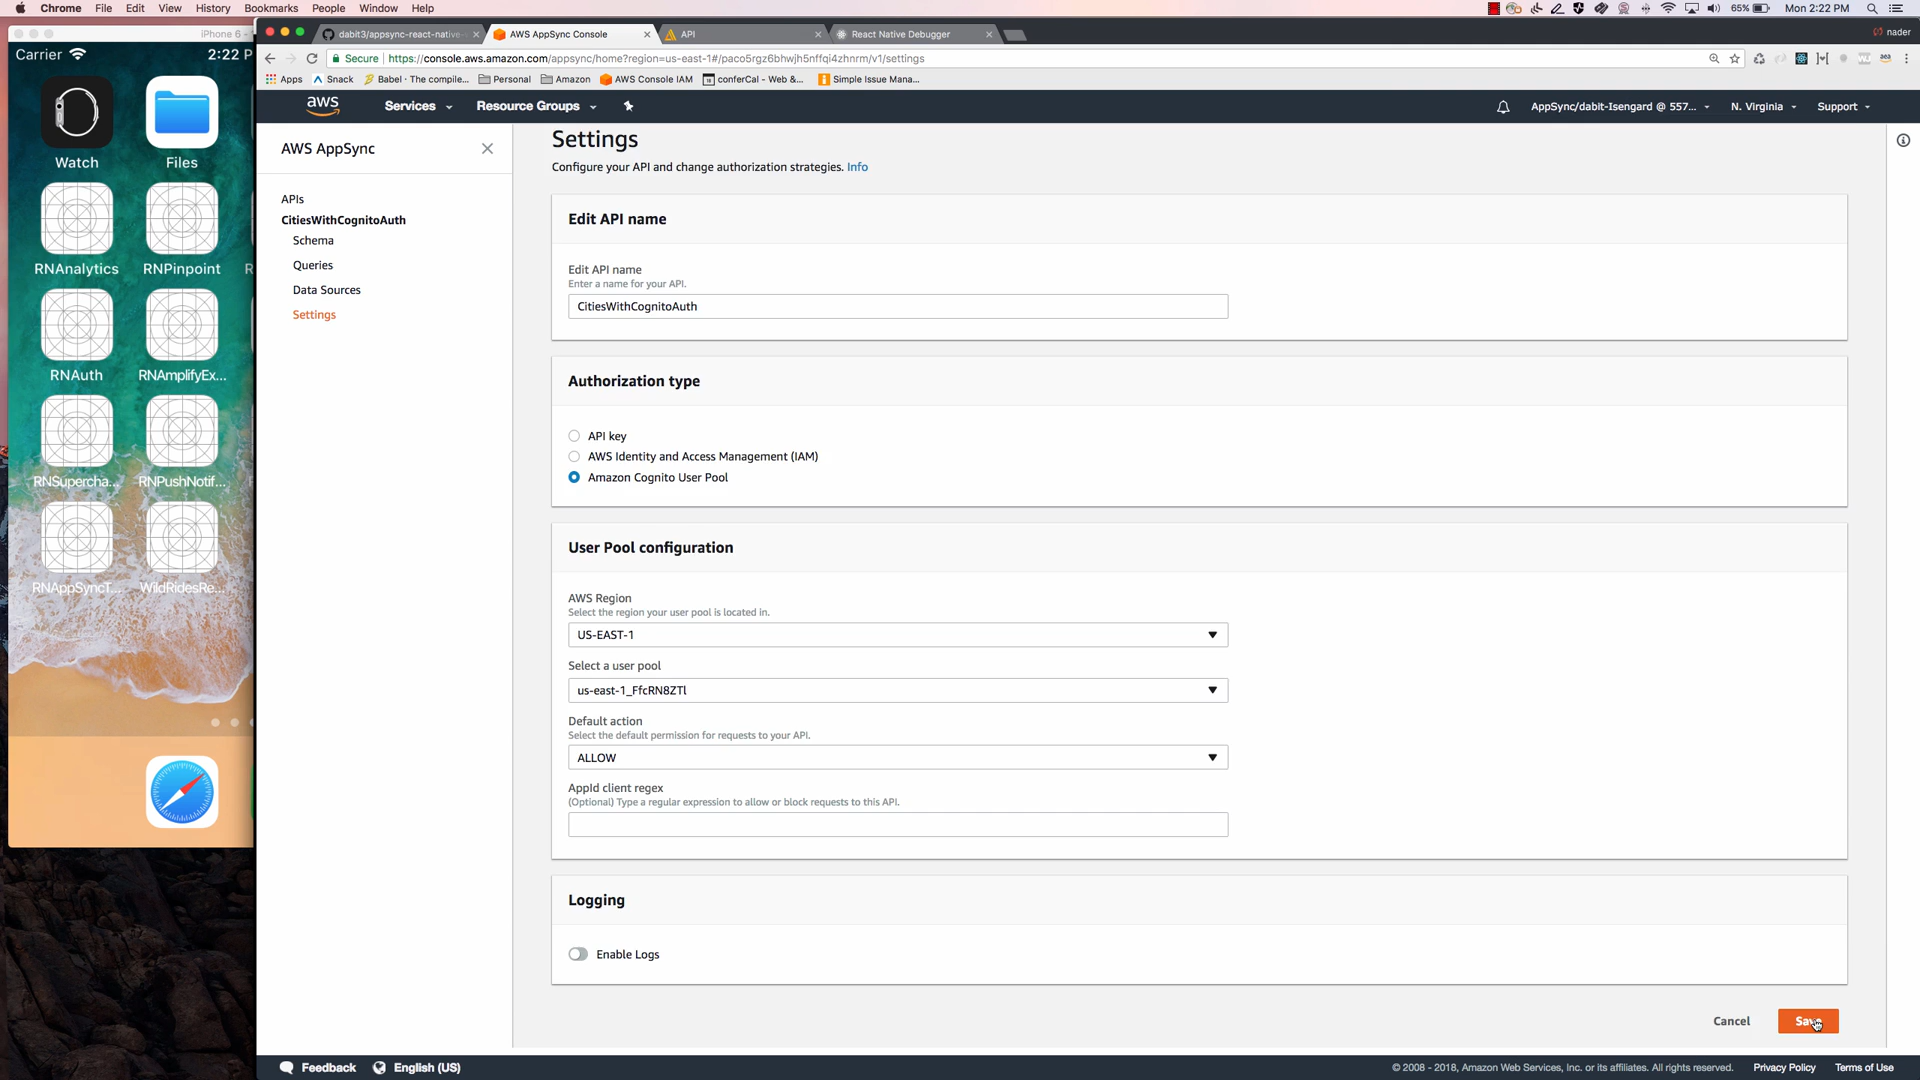 Chrome File Edit View History Bookmarks People Window Help 65% Mon 2:22 PM
iPhone 6 -
Carrier 2:22 P
Watch Files
RNAnalytics RNPinpoint R
RNAuth RNAmplifyEx...
RNSupercha... RNPushNotif...
RNAppSyncT... WildRidesRe...
dabit3/appsync-react-native- AWS AppSync Console API React Native Debugger nader
Secure https://console.aws.amazon.com/appsync/home?region=us-east-1#/paco5rgz6bhwjh5nffqi4zhnrm/v1/settings
Apps Snack Babel · The compile... Personal Amazon AWS Console IAM conferCal - Web &... Simple Issue Mana...
aws Services Resource Groups AppSync/dabit-Isengard @ 557... N. Virginia Support
AWS AppSync
APIs
CitiesWithCognitoAuth
Schema
Queries
Data Sources
Settings
Settings
Configure your API and change authorization strategies. Info
Edit API name
Edit API name
Enter a name for your API.
CitiesWithCognitoAuth
Authorization type
API key
AWS Identity and Access Management (IAM)
Amazon Cognito User Pool
User Pool configuration
AWS Region
Select the region your user pool is located in.
US-EAST-1
Select a user pool
us-east-1_FfcRN8ZTl
Default action
Select the default permission for requests to your API.
ALLOW
AppId client regex
(Optional) Type a regular expression to allow or block requests to this API.
Logging
Enable Logs
Cancel Save
Feedback English (US) © 2008 - 2018, Amazon Web Services, Inc. or its affiliates. All rights reserved. Privacy Policy Terms of Use